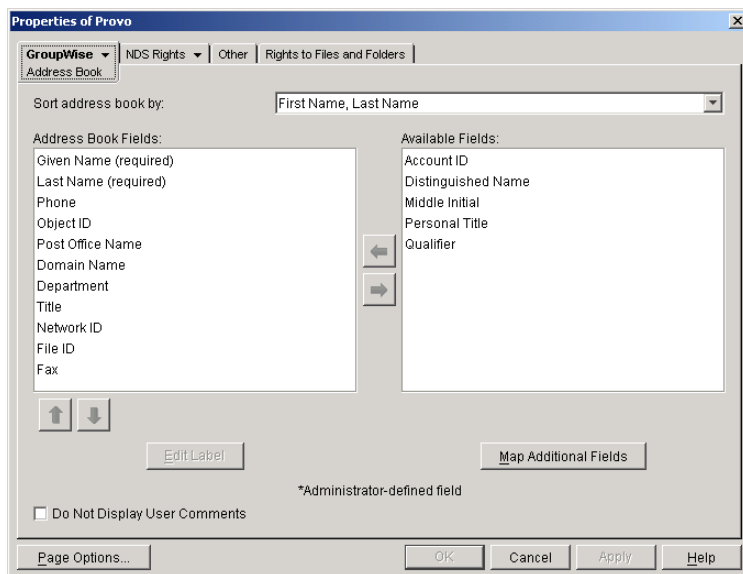 Properties of Provo
GroupWise
NDS Rights
Other
Rights to Files and Folders
Address Book
Sort address book by:
First Name, Last Name
Address Book Fields:
Given Name (required)
Last Name (required)
Phone
Object ID
Post Office Name
Domain Name
Department
Title
Network ID
File ID
Fax
Available Fields:
Account ID
Distinguished Name
Middle Initial
Personal Title
Qualifier
Edit Label
Map Additional Fields
*Administrator-defined field
Do Not Display User Comments
Page Options...
OK
Cancel
Apply
Help